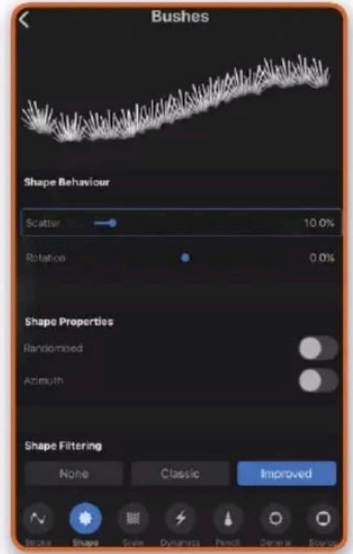 Bushes
Shape Behaviour
Scatter 10.0%
Rotation 0.0%
Shape Properties
Randomised
Azimuth
Shape Filtering
None Classic Improved
Stroke Shape Grain Dynamics Pencil General Source